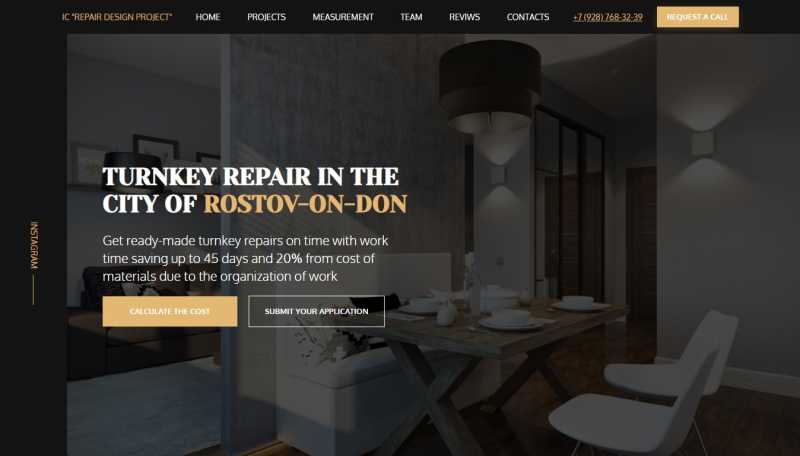 IC "REPAIR DESIGN PROJECT"
HOME
PROJECTS
MEASUREMENT
TEAM
REVIWS
CONTACTS
+7 (928) 768-32-39
REQUEST A CALL
TURNKEY REPAIR IN THE
CITY OF ROSTOV-ON-DON
Get ready-made turnkey repairs on time with work
time saving up to 45 days and 20% from cost of
materials due to the organization of work
CALCULATE THE COST
SUBMIT YOUR APPLICATION
INSTAGRAM